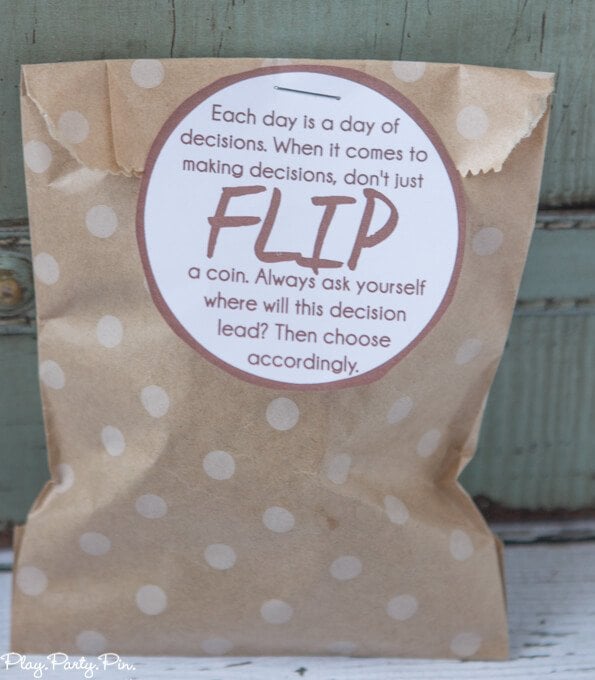 Each day is a day of
decisions. When it comes to
making decisions, don't just
FLIP
a coin. Always ask yourself
where will this decision
lead? Then choose
accordingly.
Play.Party.Pin.